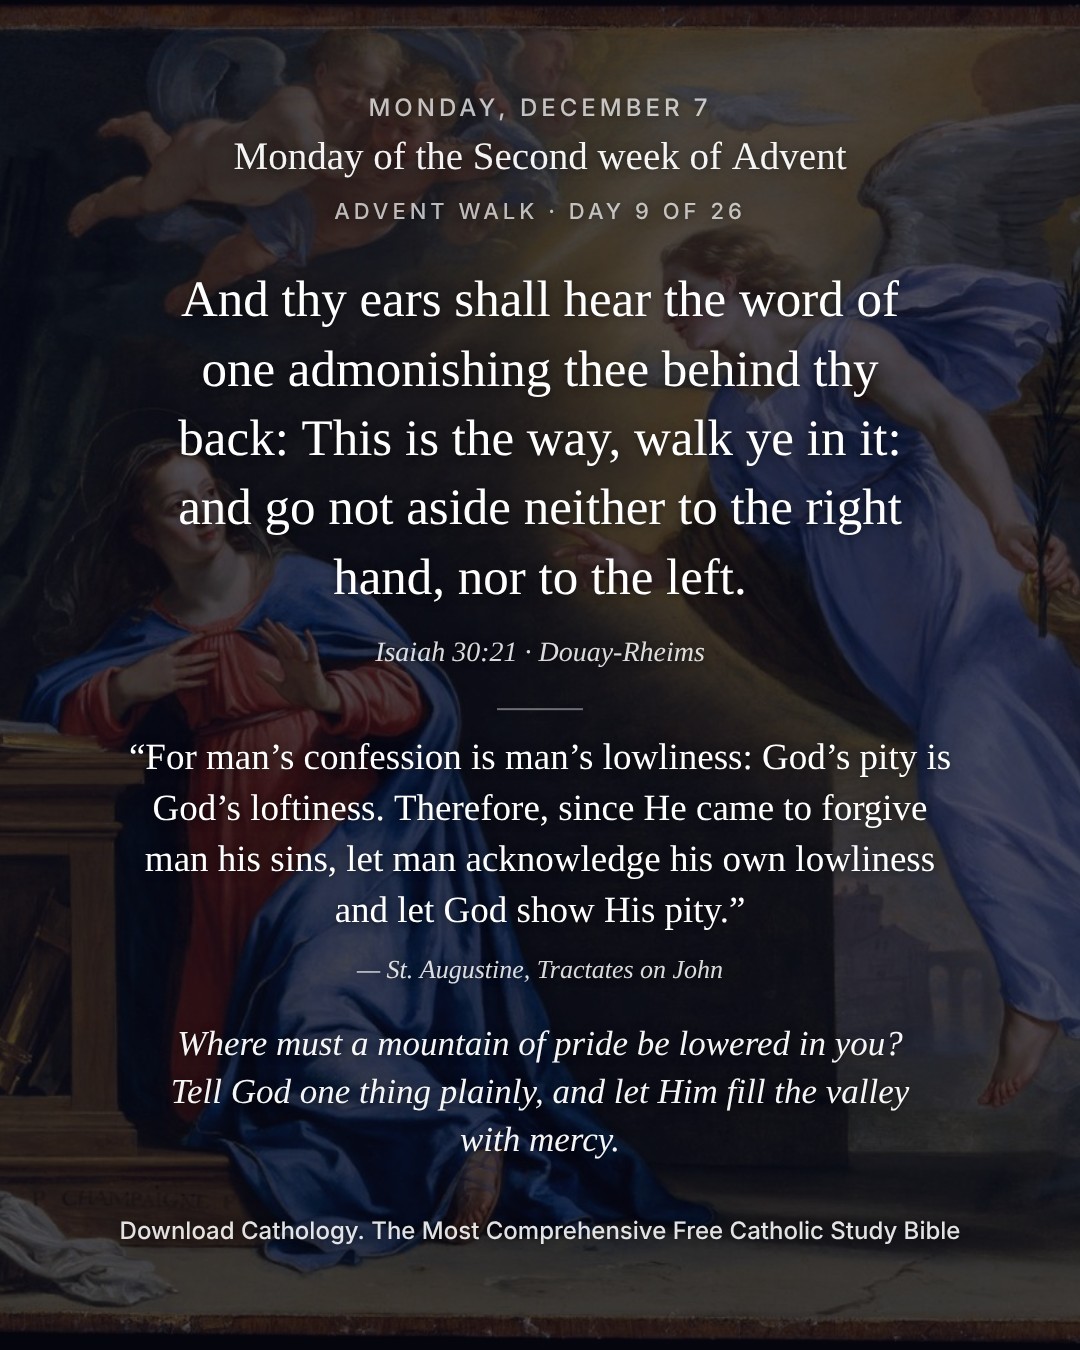 MONDAY, DECEMBER 7
Monday of the Second week of Advent
ADVENT WALK · DAY 9 OF 26
And thy ears shall hear the word of
one admonishing thee behind thy
back: This is the way, walk ye in it:
and go not aside neither to the right
hand, nor to the left.
Isaiah 30:21 · Douay-Rheims
“For man’s confession is man’s lowliness: God’s pity is
God’s loftiness. Therefore, since He came to forgive
man his sins, let man acknowledge his own lowliness
and let God show His pity.”
— St. Augustine, Tractates on John
Where must a mountain of pride be lowered in you?
Tell God one thing plainly, and let Him fill the valley
with mercy.
P. CHAMPAIGNE
Download Cathology. The Most Comprehensive Free Catholic Study Bible